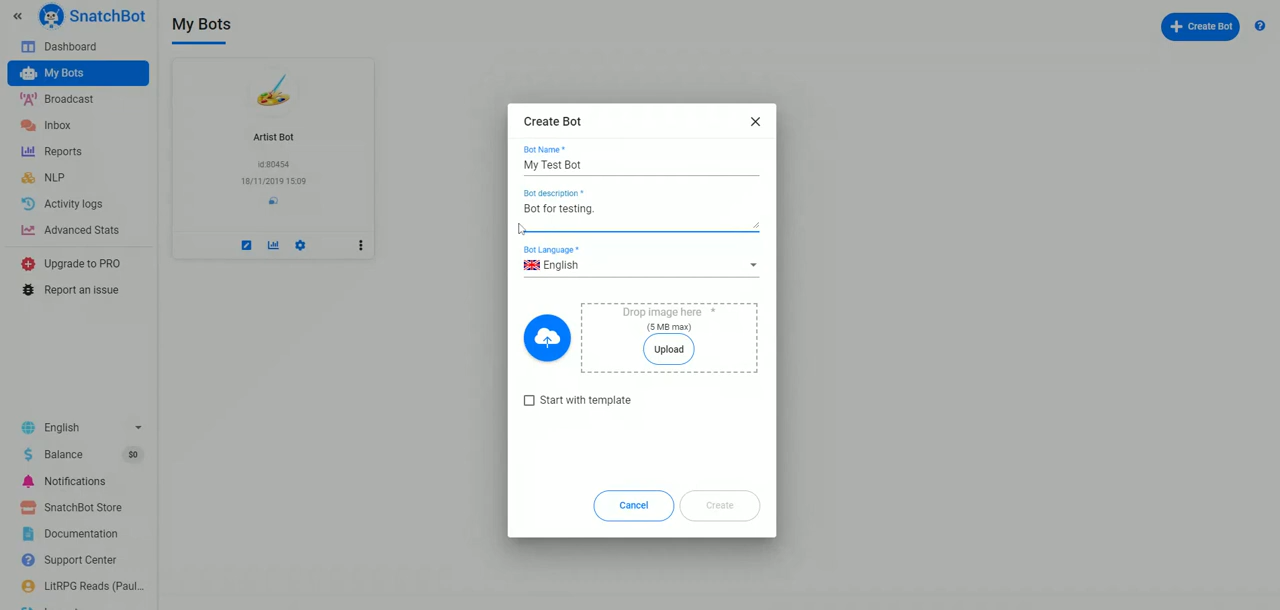 SnatchBot
Dashboard
My Bots
Broadcast
Inbox
Reports
NLP
Activity logs
Advanced Stats
Upgrade to PRO
Report an issue
English
Balance $0
Notifications
SnatchBot Store
Documentation
Support Center
LitRPG Reads (Paul...
My Bots
Create Bot
Artist Bot
id:80454
18/11/2019 15:09
Create Bot
Bot Name *
My Test Bot
Bot description *
Bot for testing.
Bot Language *
English
Drop image here *
(5 MB max)
Upload
Start with template
Cancel
Create